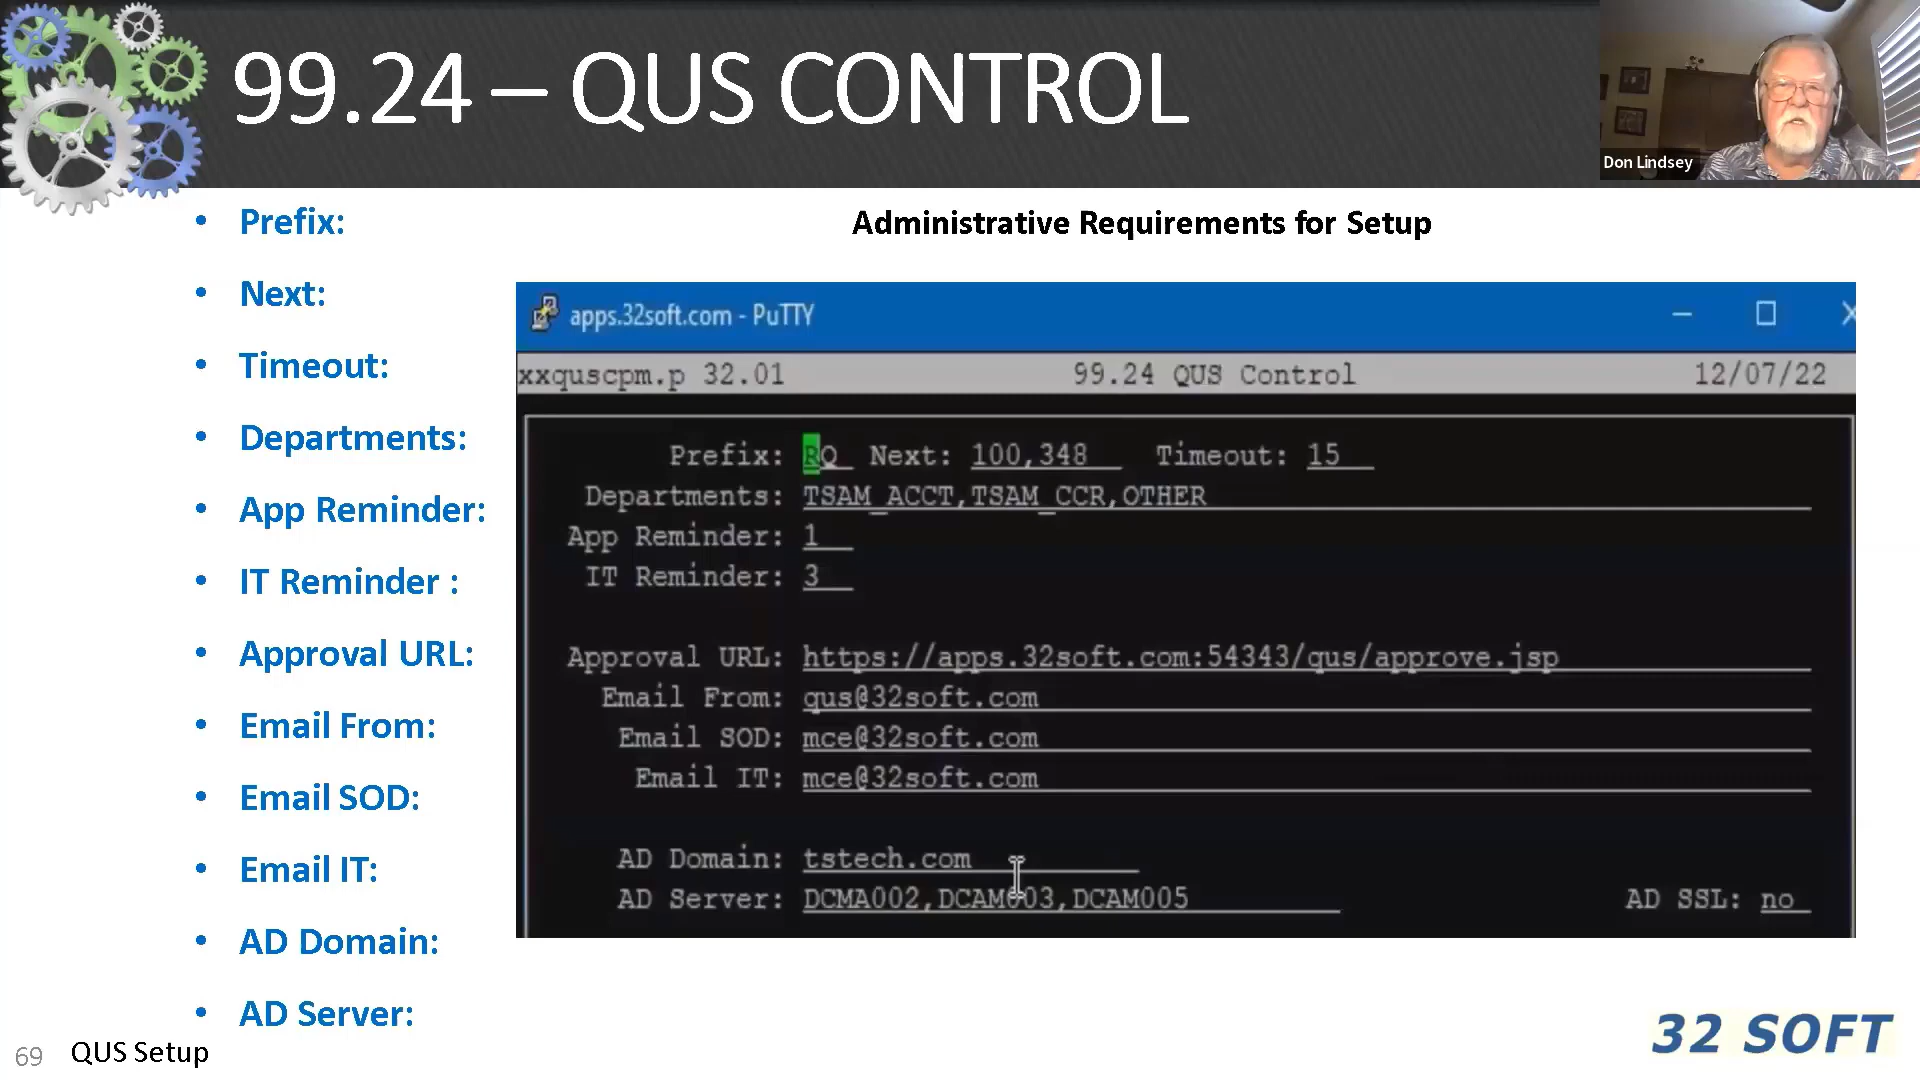 99.24 – QUS CONTROL
Don Lindsey
• Prefix:
• Next:
• Timeout:
• Departments:
• App Reminder:
• IT Reminder :
• Approval URL:
• Email From:
• Email SOD:
• Email IT:
• AD Domain:
• AD Server:
Administrative Requirements for Setup
apps.32soft.com - PuTTY
xxquscpm.p 32.01 99.24 QUS Control 12/07/22
Prefix: RQ Next: 100,348 Timeout: 15
Departments: TSAM_ACCT,TSAM_CCR,OTHER
App Reminder: 1
IT Reminder: 3
Approval URL: https://apps.32soft.com:54343/qus/approve.jsp
Email From: qus@32soft.com
Email SOD: mce@32soft.com
Email IT: mce@32soft.com
AD Domain: tstech.com
AD Server: DCMA002,DCAM003,DCAM005 AD SSL: no
69 QUS Setup
32 SOFT